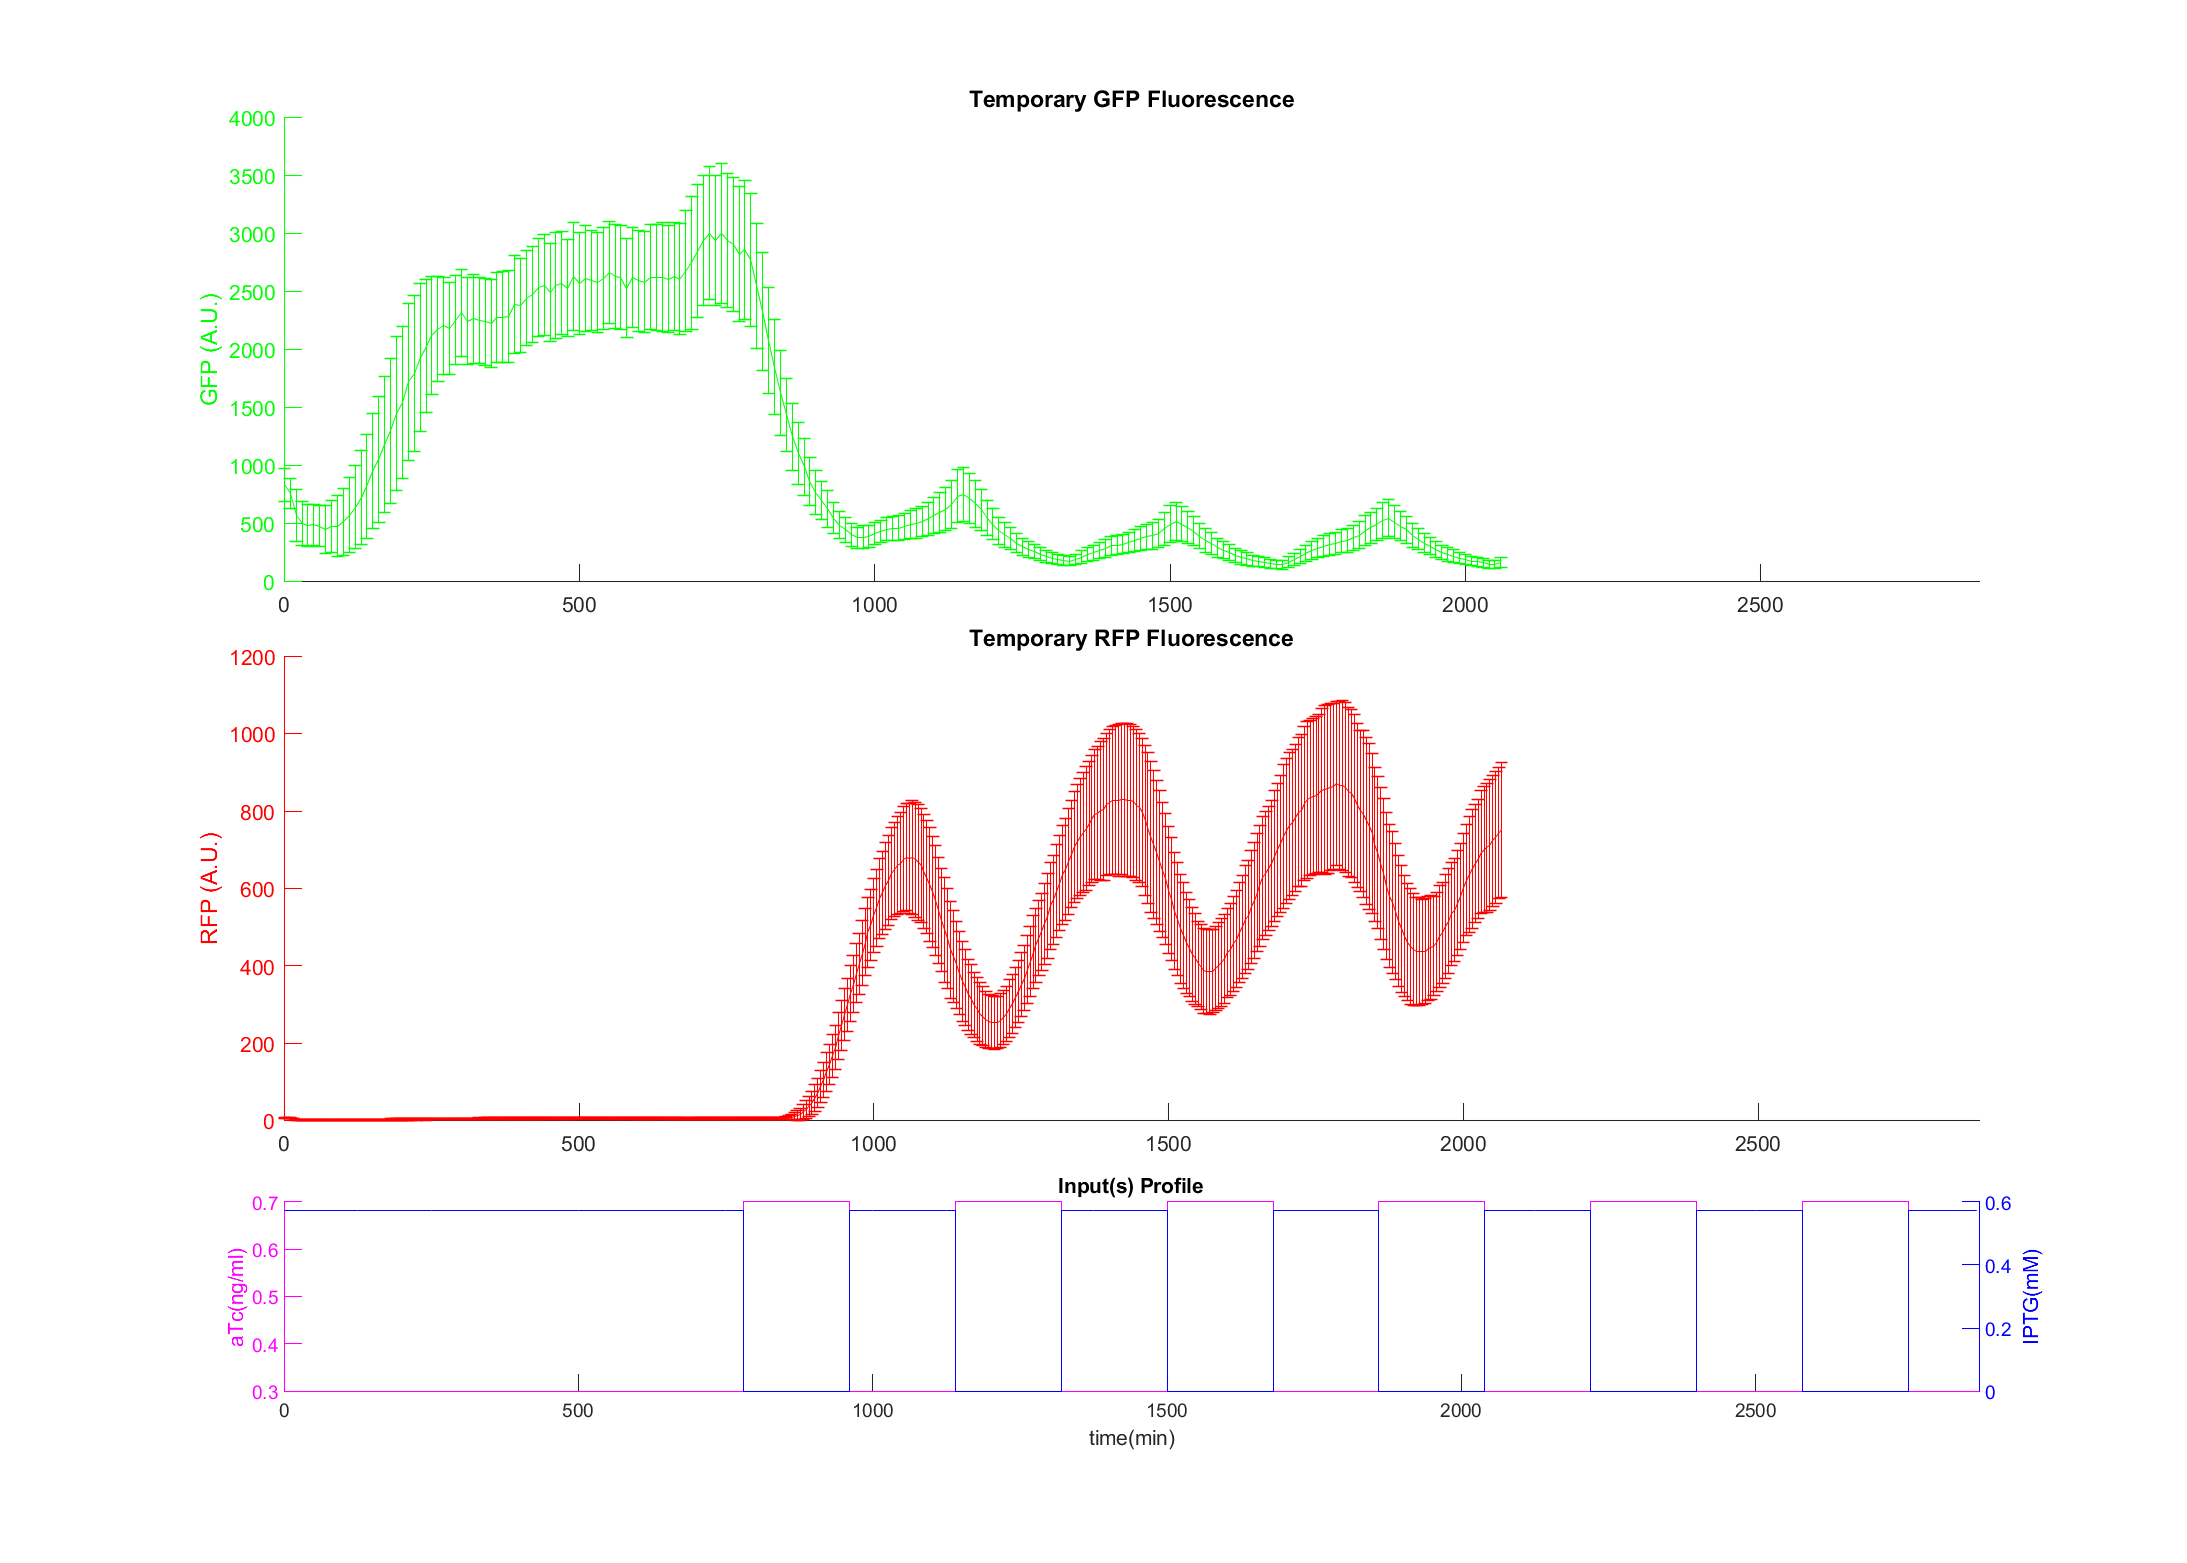 Temporary GFP Fluorescence
4000
3500
3000
2500
2000
1500
1000
500
0
GFP (A.U.)
0 500 1000 1500 2000 2500
Temporary RFP Fluorescence
1200
1000
800
600
400
200
0
RFP (A.U.)
0 500 1000 1500 2000 2500
Input(s) Profile
0.7
0.6
0.5
0.4
0.3
aTc(ng/ml)
0.6
0.4
0.2
0
IPTG(mM)
0 500 1000 1500 2000 2500
time(min)